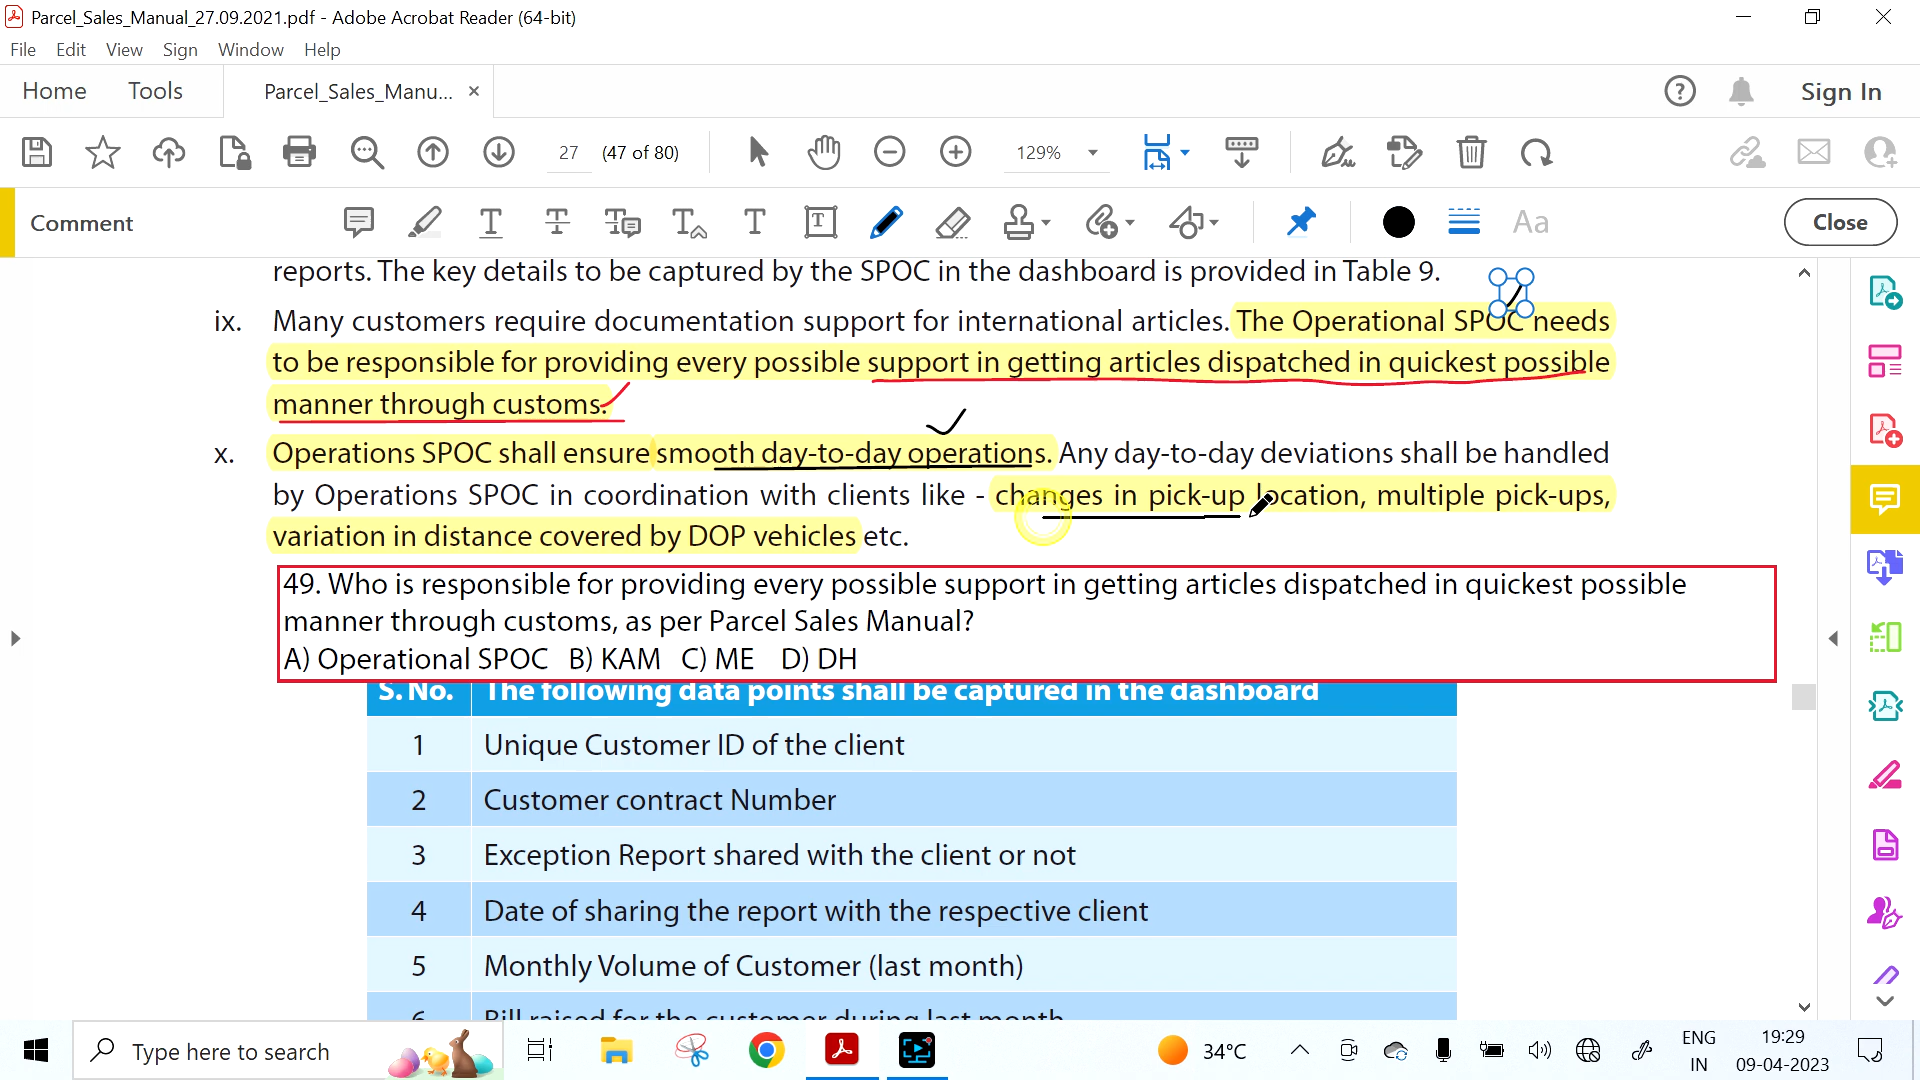 Parcel_Sales_Manual_27.09.2021.pdf - Adobe Acrobat Reader (64-bit)
File Edit View Sign Window Help
Home Tools Parcel_Sales_Manu... × Sign In
27 (47 of 80) 129%
Comment Aa Close
reports. The key details to be captured by the SPOC in the dashboard is provided in Table 9.
ix. Many customers require documentation support for international articles. The Operational SPOC needs
to be responsible for providing every possible support in getting articles dispatched in quickest possible
manner through customs.
x. Operations SPOC shall ensure smooth day-to-day operations. Any day-to-day deviations shall be handled
by Operations SPOC in coordination with clients like - changes in pick-up location, multiple pick-ups,
variation in distance covered by DOP vehicles etc.
49. Who is responsible for providing every possible support in getting articles dispatched in quickest possible
manner through customs, as per Parcel Sales Manual?
A) Operational SPOC B) KAM C) ME D) DH
S. No. The following data points shall be captured in the dashboard
1 Unique Customer ID of the client
2 Customer contract Number
3 Exception Report shared with the client or not
4 Date of sharing the report with the respective client
5 Monthly Volume of Customer (last month)
6 Bill raised for the customer during last month
Type here to search 34°C ENG 19:29
IN 09-04-2023